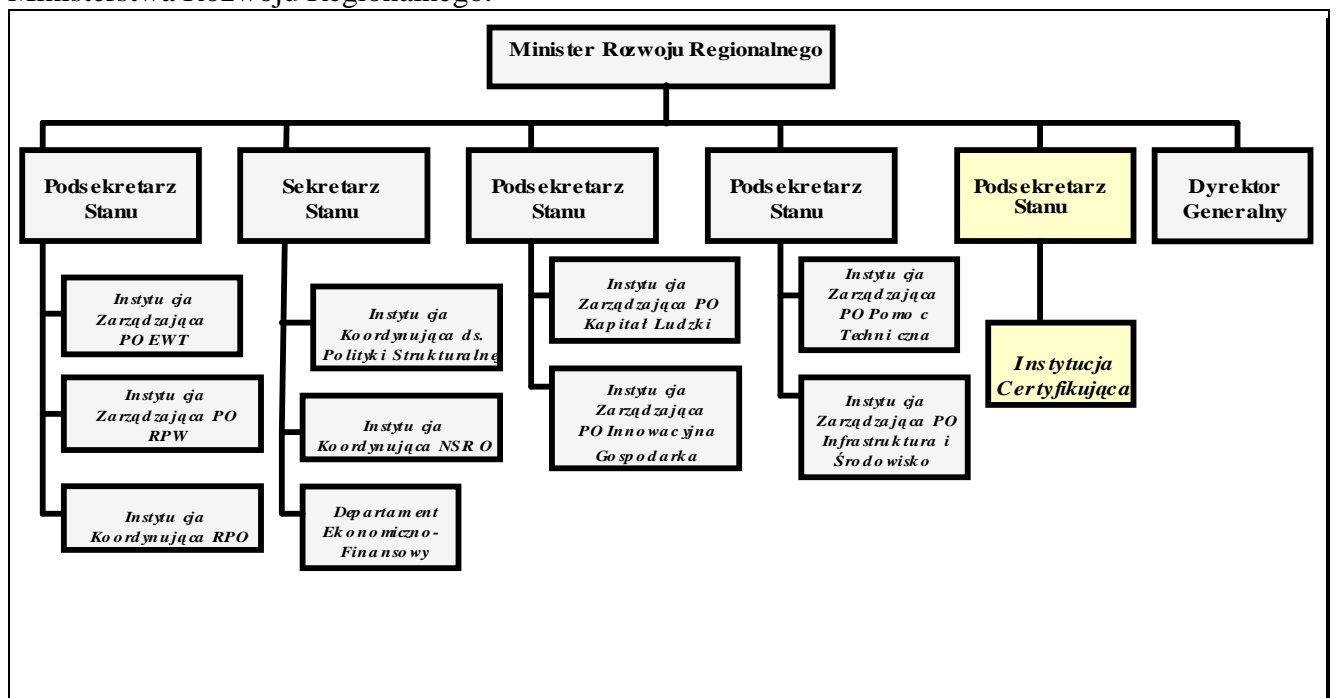 Ministerstwa Rozwoju Regionalnego.
Minister Rozwoju Regionalnego
Podsekretarz
Stanu
Sekretarz
Stanu
Podsekretarz
Stanu
Podsekretarz
Stanu
Podsekretarz
Stanu
Dyrektor
Generalny
Instytucja
Zarządzająca
PO EWT
Instytucja
Zarządzająca PO
RPW
Instytucja
Koordynująca RPO
Instytucja
Koordynująca ds.
Polityki Strukturalne
Instytucja
Koordynująca NSRO
Departament
Ekonomiczno-
Finansowy
Instytucja
Zarządzająca PO
Kapitał Ludzki
Instytucja
Zarządzająca
PO Innowacyjna
Gospodarka
Instytucja
Zarządzająca
PO Pomoc
Techniczna
Instytucja
Zarządzająca PO
Infrastruktura i
Środowisko
Instytucja
Certyfikująca